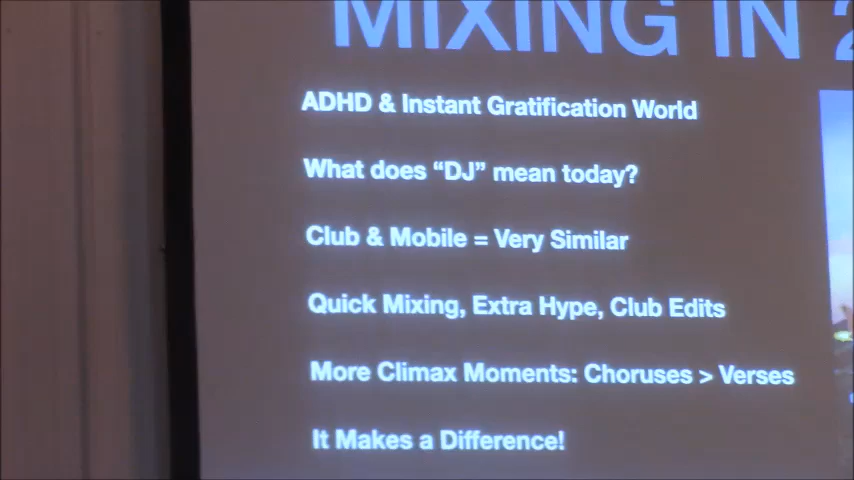 MIXING IN 2
ADHD & Instant Gratification World
What does “DJ” mean today?
Club & Mobile = Very Similar
Quick Mixing, Extra Hype, Club Edits
More Climax Moments: Choruses > Verses
It Makes a Difference!